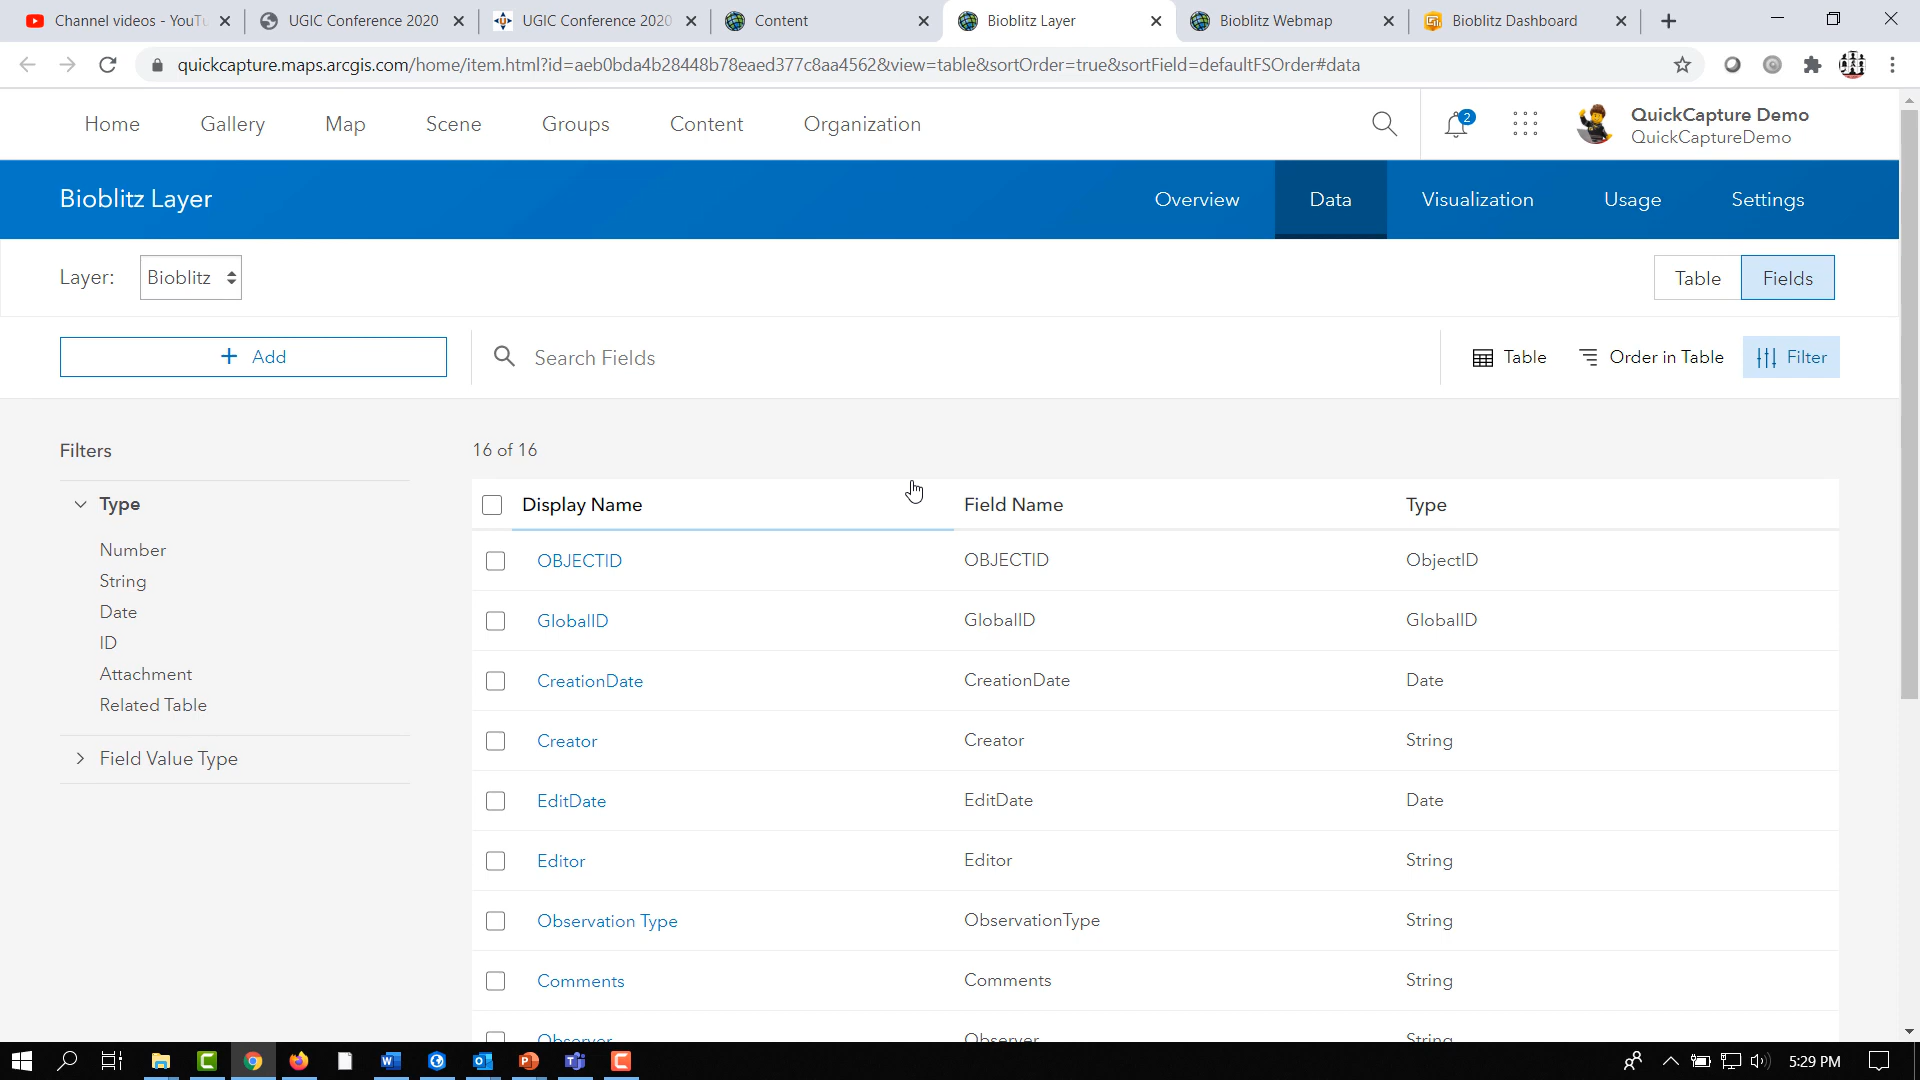 Channel videos - YouTu
UGIC Conference 2020
UGIC Conference 2020
Content
Bioblitz Layer
Bioblitz Webmap
Bioblitz Dashboard
quickcapture.maps.arcgis.com/home/item.html?id=aeb0bda4b28448b78eaed377c8aa4562&view=table&sortOrder=true&sortField=defaultFSOrder#data
Home Gallery Map Scene Groups Content Organization
2
QuickCapture Demo
QuickCaptureDemo
Bioblitz Layer
Overview Data Visualization Usage Settings
Layer: Bioblitz
Table Fields
+ Add
Search Fields
Table Order in Table Filter
Filters
Type
Number
String
Date
ID
Attachment
Related Table
Field Value Type
16 of 16
Display Name Field Name Type
OBJECTID OBJECTID ObjectID
GlobalID GlobalID GlobalID
CreationDate CreationDate Date
Creator Creator String
EditDate EditDate Date
Editor Editor String
Observation Type ObservationType String
Comments Comments String
Observer Observer String
5:29 PM